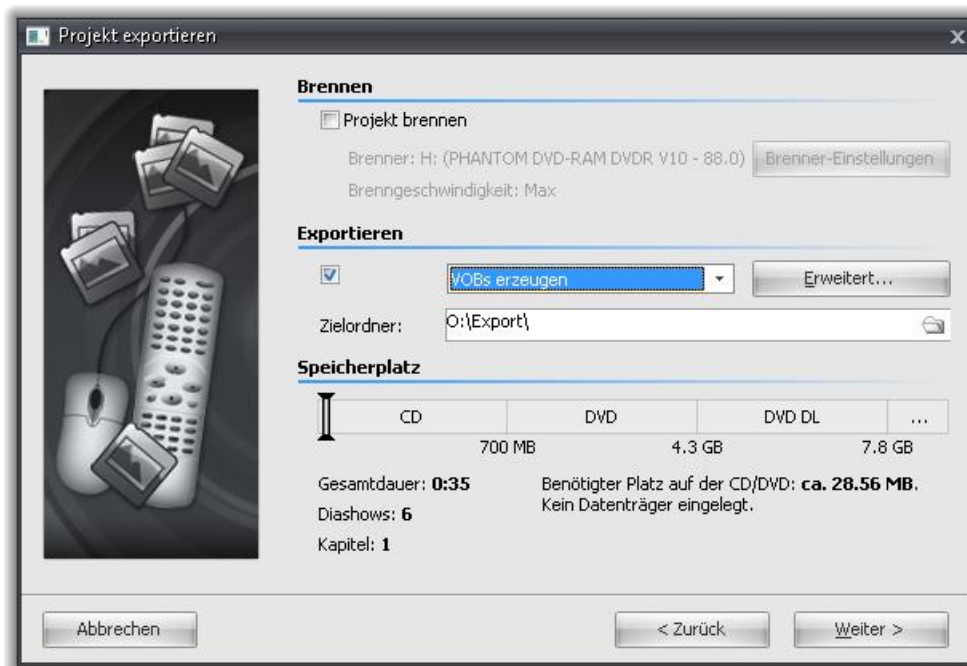 Projekt exportieren
x
Brennen
Projekt brennen
Brenner: H: (PHANTOM DVD-RAM DVDR V10 - 88.0) Brenner-Einstellungen
Brenngeschwindigkeit: Max
Exportieren
VOBs erzeugen Erweitert...
Zielordner: O:\Export\
Speicherplatz
CD DVD DVD DL ...
700 MB 4.3 GB 7.8 GB
Gesamtdauer: 0:35 Benötigter Platz auf der CD/DVD: ca. 28.56 MB.
Kein Datenträger eingelegt.
Diashows: 6
Kapitel: 1
Abbrechen < Zurück Weiter >